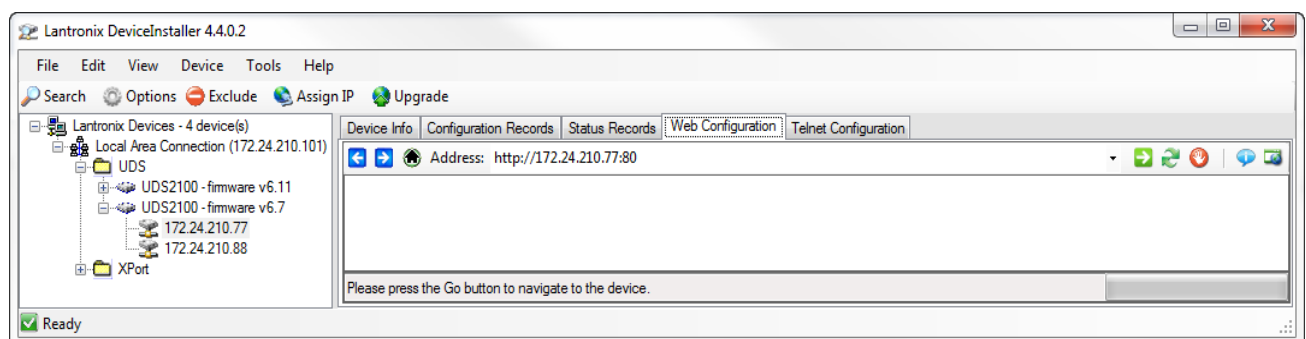 Lantronix DeviceInstaller 4.4.0.2
File Edit View Device Tools Help
Search Options Exclude Assign IP Upgrade
Lantronix Devices - 4 device(s)
Local Area Connection (172.24.210.101)
UDS
UDS2100 - firmware v6.11
UDS2100 - firmware v6.7
172.24.210.77
172.24.210.88
XPort
Device Info Configuration Records Status Records Web Configuration Telnet Configuration
Address: http://172.24.210.77:80
Please press the Go button to navigate to the device.
Ready